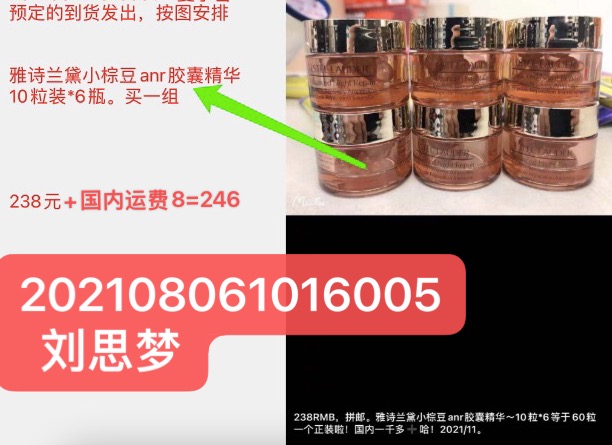 预定的到货发出，按图安排
雅诗兰黛小棕豆anr胶囊精华
10粒装*6瓶。买一组
238元+国内运费8=246
202108061016005
刘思梦
238RMB，拼邮。雅诗兰黛小棕豆anr胶囊精华～10粒*6等于60粒
一个正装啦！国内一千多➕哈！2021/11。